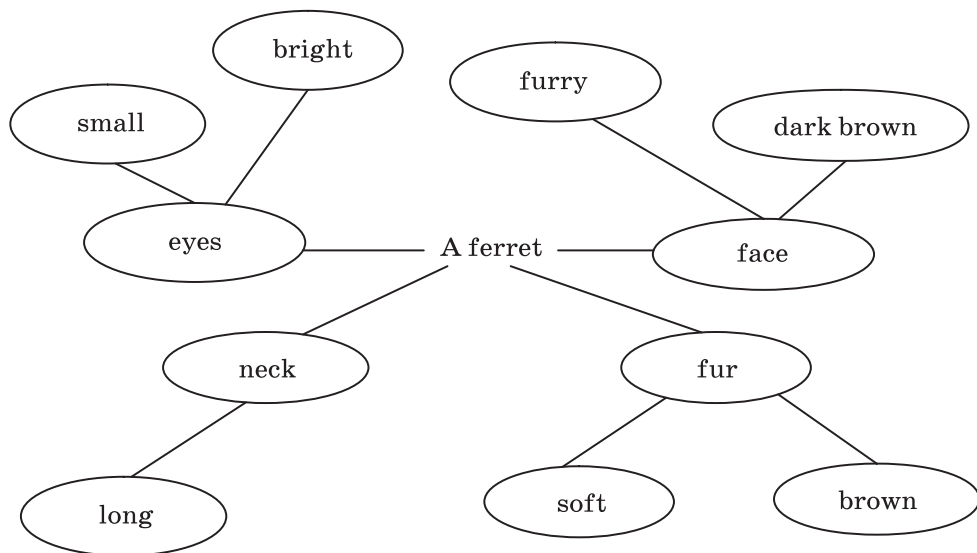 bright
furry
small
dark brown
eyes
A ferret
face
neck
fur
long
soft
brown